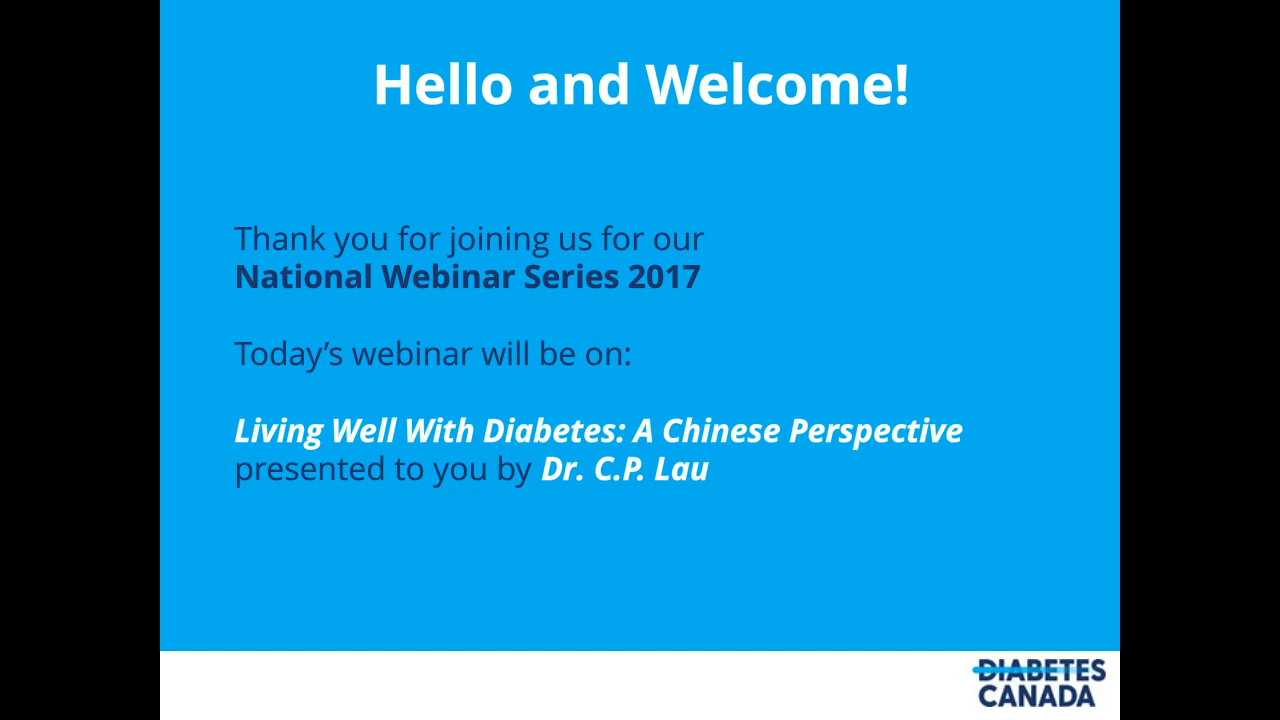 Hello and Welcome!
Thank you for joining us for our
National Webinar Series 2017
Today’s webinar will be on:
Living Well With Diabetes: A Chinese Perspective
presented to you by Dr. C.P. Lau
DIABETES
CANADA